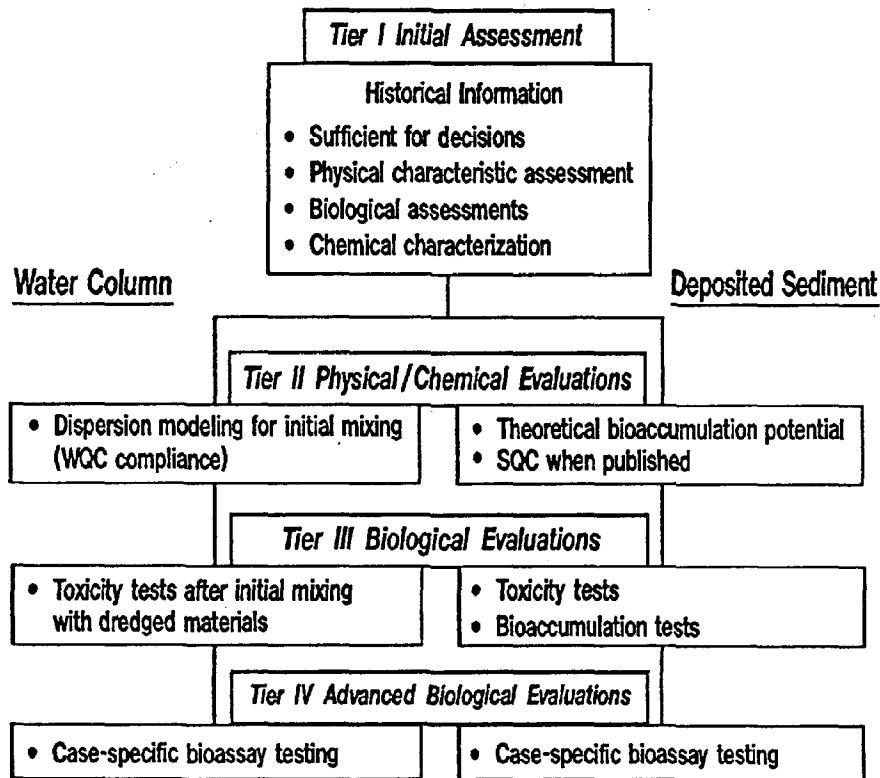 Tier I Initial Assessment
Historical Information
• Sufficient for decisions
• Physical characteristic assessment
• Biological assessments
• Chemical characterization
Water Column
Deposited Sediment
Tier II Physical/Chemical Evaluations
• Dispersion modeling for initial mixing
(WQC compliance)
• Theoretical bioaccumulation potential
• SQC when published
Tier III Biological Evaluations
• Toxicity tests after initial mixing
with dredged materials
• Toxicity tests
• Bioaccumulation tests
Tier IV Advanced Biological Evaluations
• Case-specific bioassay testing
• Case-specific bioassay testing